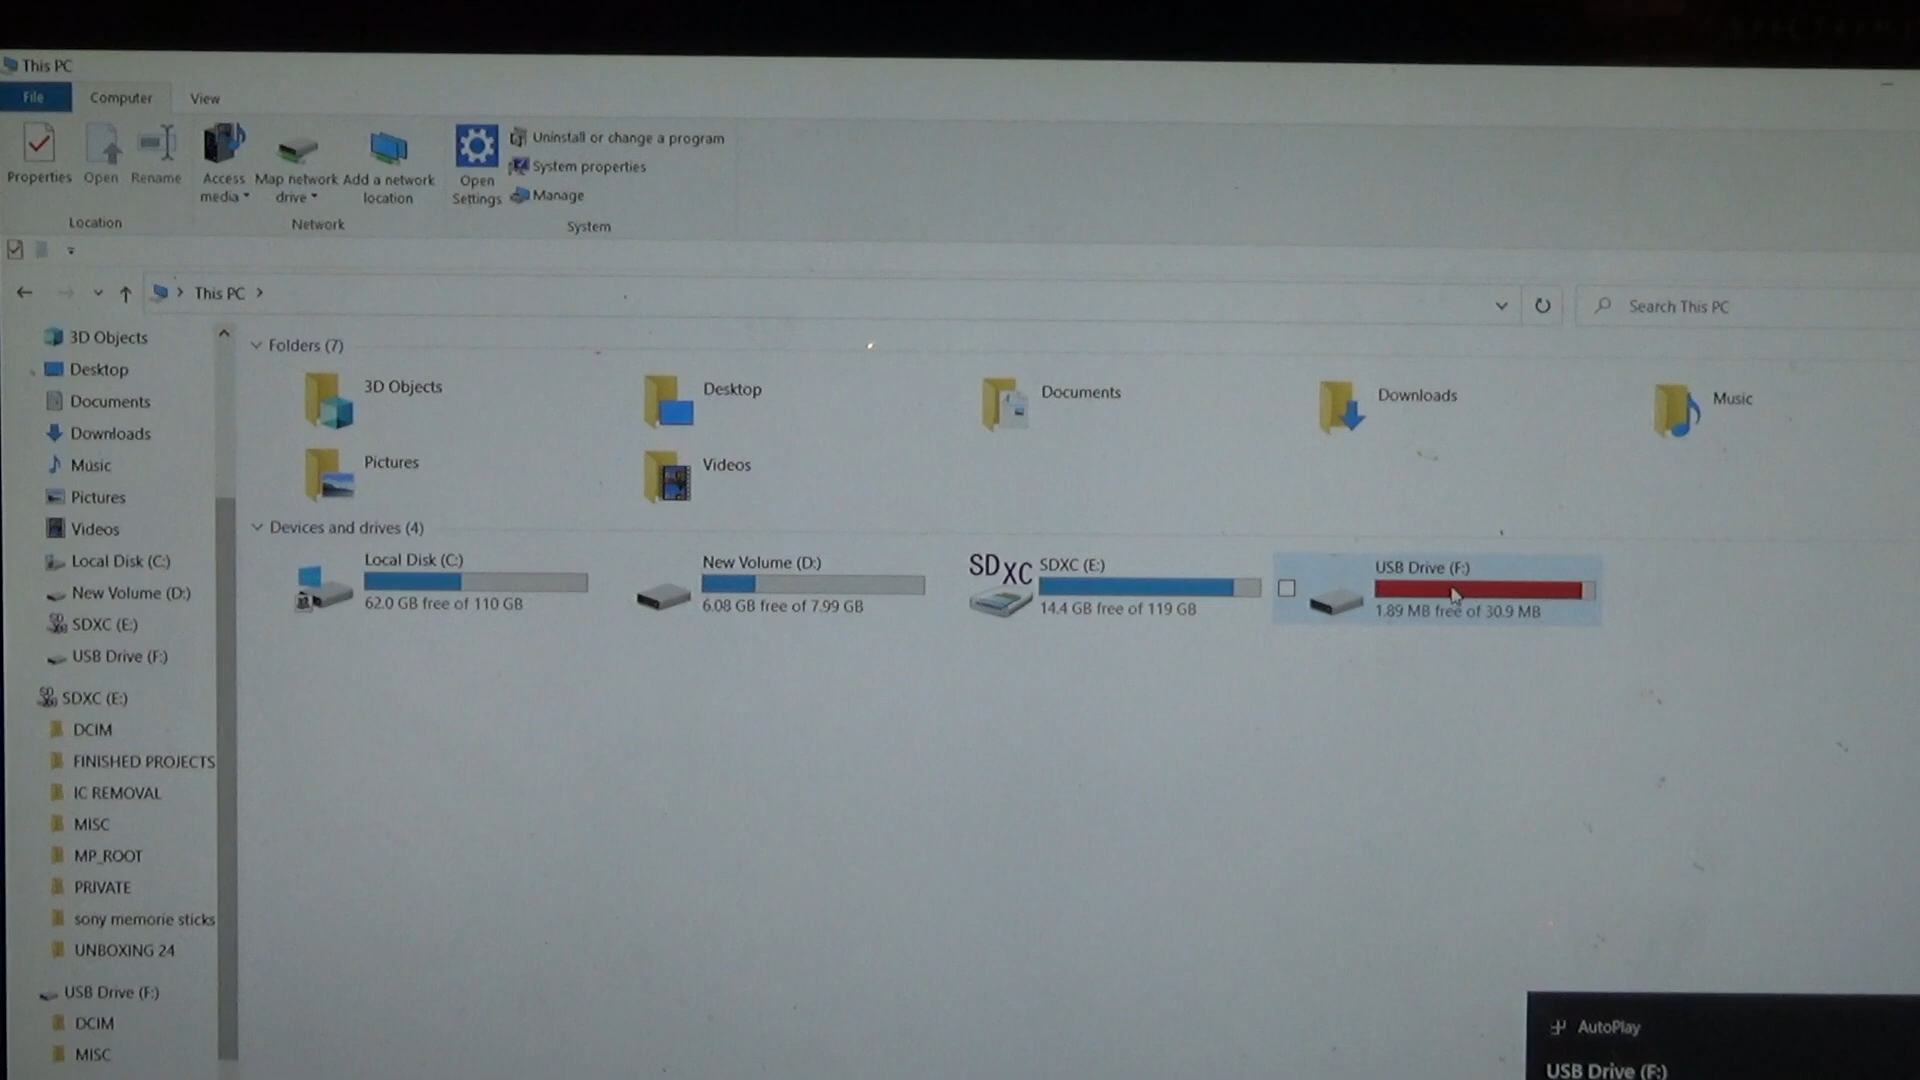 This PC
File Computer View
Properties Open Rename Access media Map network drive Add a network location Open Settings
Uninstall or change a program
System properties
Manage
Location Network System
This PC
Search This PC
3D Objects
Desktop
Documents
Downloads
Music
Pictures
Videos
Local Disk (C:)
New Volume (D:)
SDXC (E:)
USB Drive (F:)
SDXC (E:)
DCIM
FINISHED PROJECTS
IC REMOVAL
MISC
MP_ROOT
PRIVATE
sony memorie sticks
UNBOXING 24
USB Drive (F:)
DCIM
MISC
Folders (7)
3D Objects
Desktop
Documents
Downloads
Music
Pictures
Videos
Devices and drives (4)
Local Disk (C:)
62.0 GB free of 110 GB
New Volume (D:)
6.08 GB free of 7.99 GB
SDXC
SDXC (E:)
14.4 GB free of 119 GB
USB Drive (F:)
1.89 MB free of 30.9 MB
AutoPlay
USB Drive (F:)